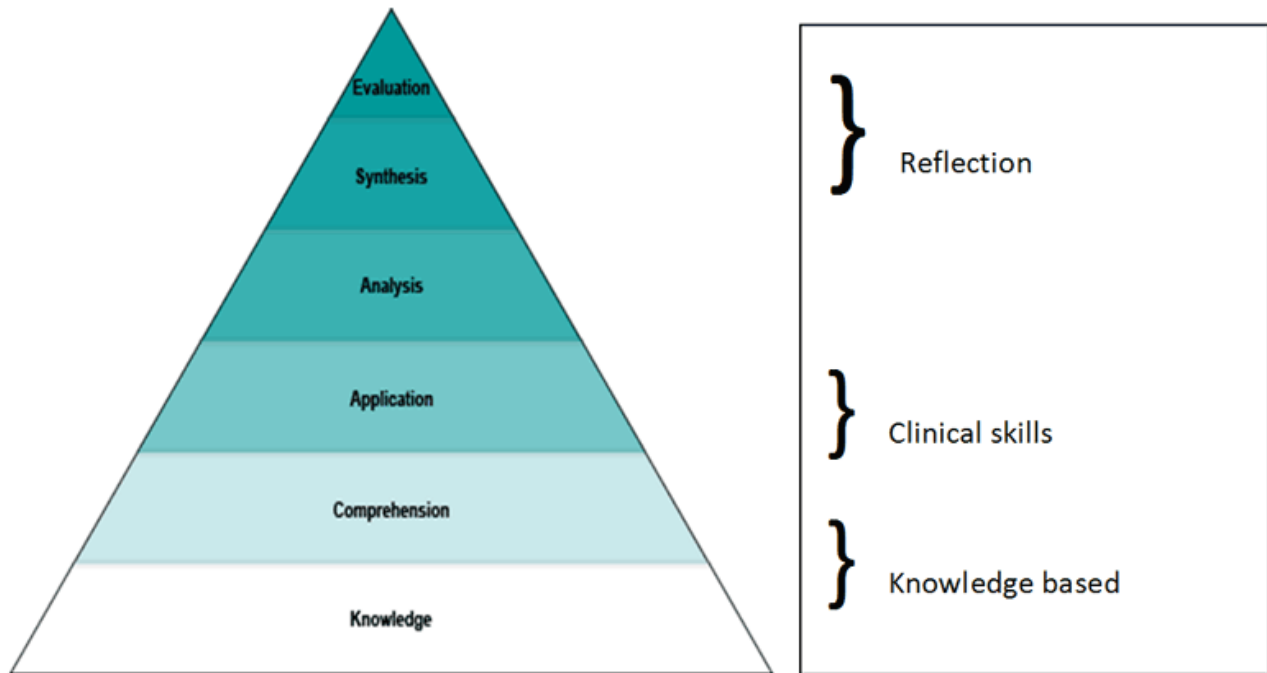 Evaluation
Synthesis
Analysis
Application
Comprehension
Knowledge
Reflection
Clinical skills
Knowledge based